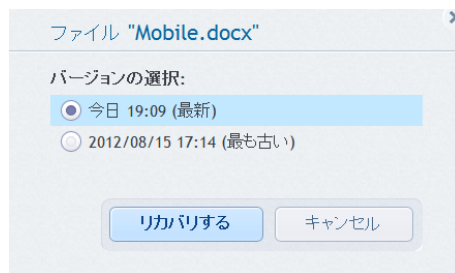 ファイル "Mobile.docx"
バージョンの選択:
今日 19:09 (最新)
2012/08/15 17:14 (最も古い)
リカバリする キャンセル